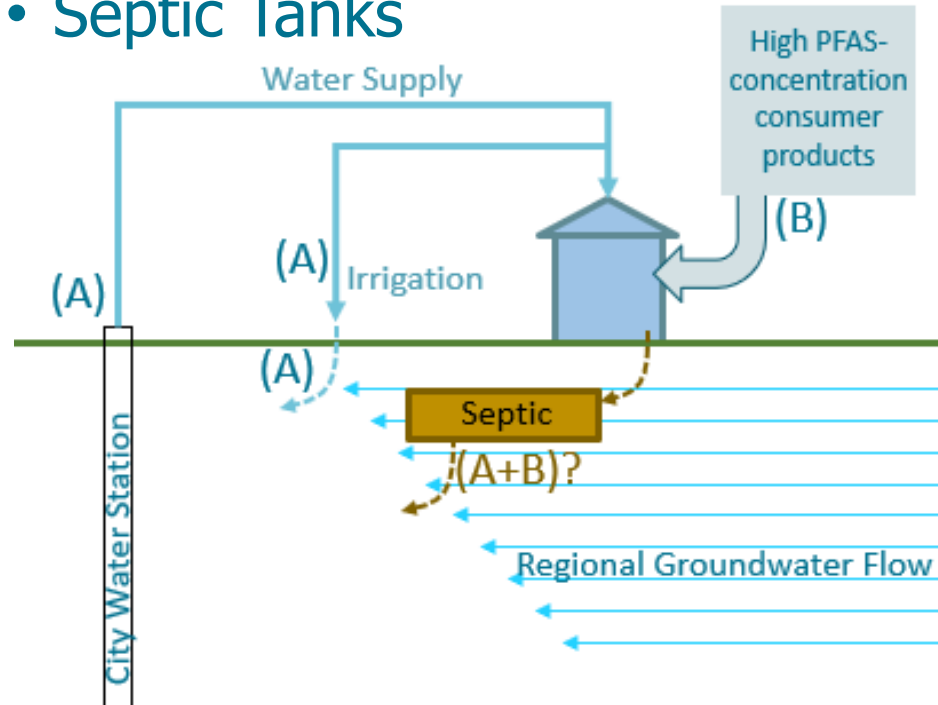 • Septic Tanks
Water Supply
High PFAS-
concentration
consumer
products
(B)
(A)
Irrigation
(A)
(A)
Septic
(A+B)?
City Water Station
Regional Groundwater Flow